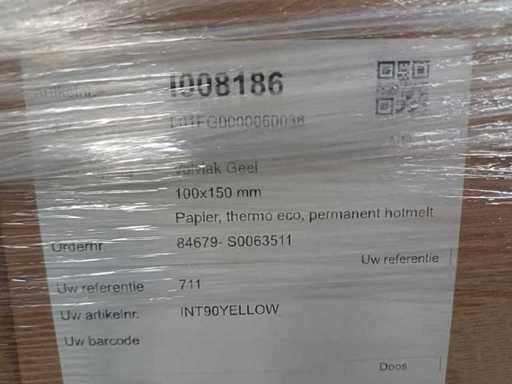 I008186
Volvlak Geel
100x150 mm
Papier, thermo eco, permanent hotmelt
Ordernr. 84679- S0063511
Uw referentie
Uw referentie 711
Uw artikelnr. INT90YELLOW
Uw barcode
Doos